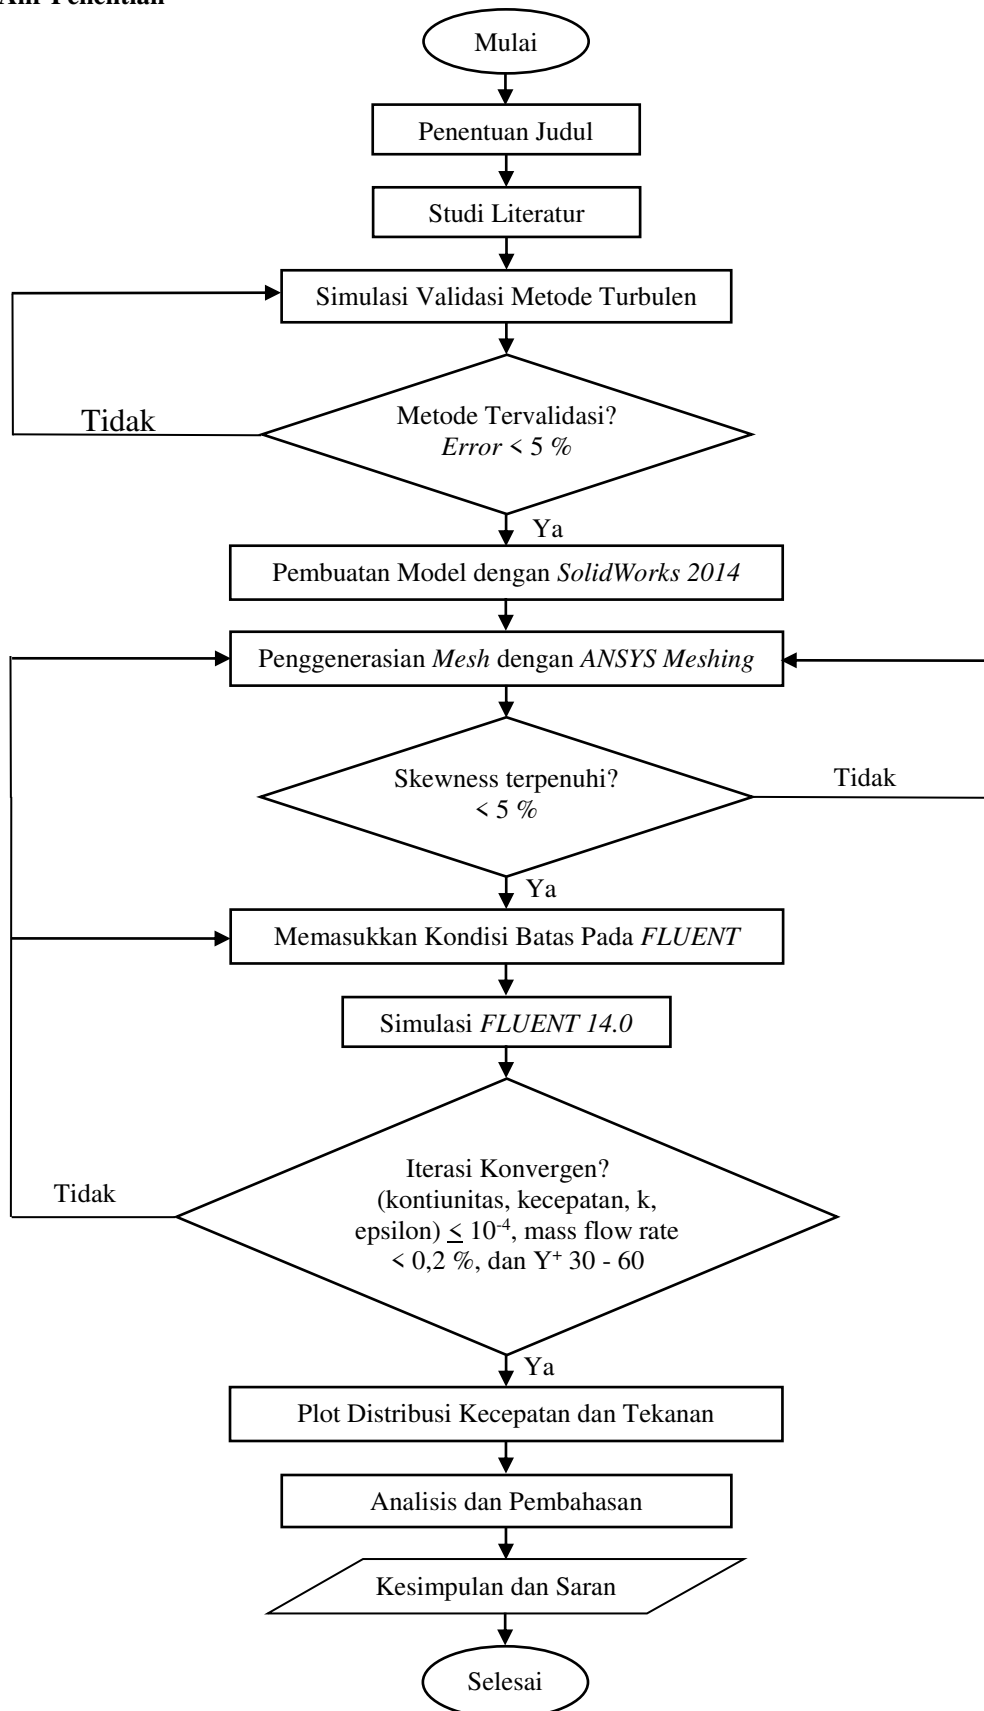 Mulai
Penentuan Judul
Studi Literatur
Simulasi Validasi Metode Turbulen
Metode Tervalidasi?
Error < 5 %
Tidak
Ya
Pembuatan Model dengan SolidWorks 2014
Penggenerasian Mesh dengan ANSYS Meshing
Skewness terpenuhi?
< 5 %
Tidak
Ya
Memasukkan Kondisi Batas Pada FLUENT
Simulasi FLUENT 14.0
Iterasi Konvergen?
(kontiunitas, kecepatan, k,
epsilon) ≤ 10⁻⁴, mass flow rate
< 0,2 %, dan Y⁺ 30 - 60
Tidak
Ya
Plot Distribusi Kecepatan dan Tekanan
Analisis dan Pembahasan
Kesimpulan dan Saran
Selesai